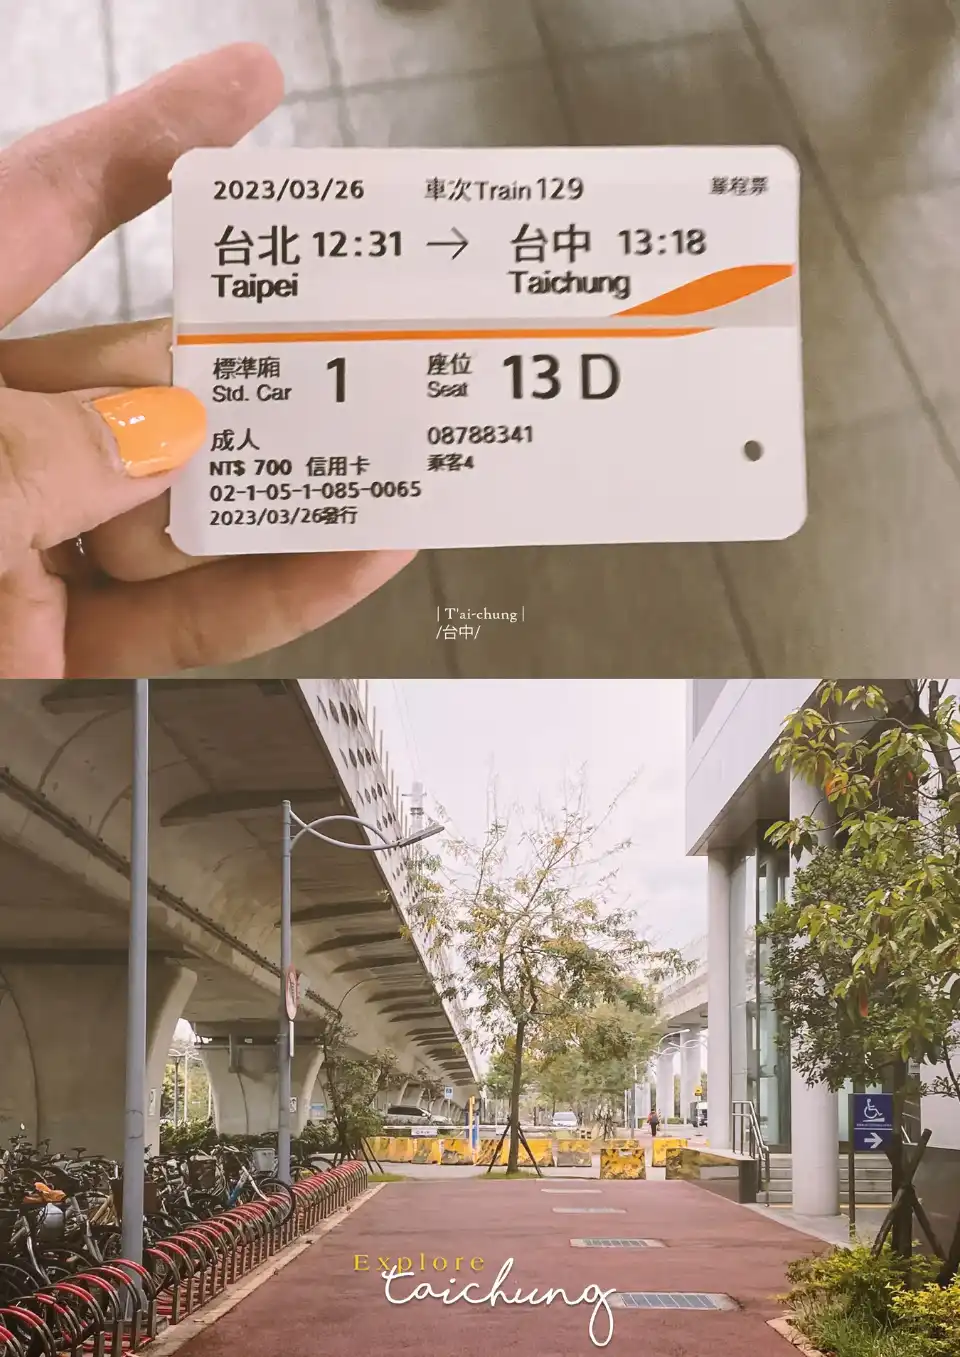 2023/03/26 車次Train 129 單程票
台北 12:31 → 台中 13:18
Taipei Taichung
標準廂 1 座位 13 D
Std. Car Seat
成人 08788341
NT$ 700 信用卡 乘客4
02-1-05-1-085-0065
2023/03/26發行
| T'ai-chung |
/台中/
Explore
taichung